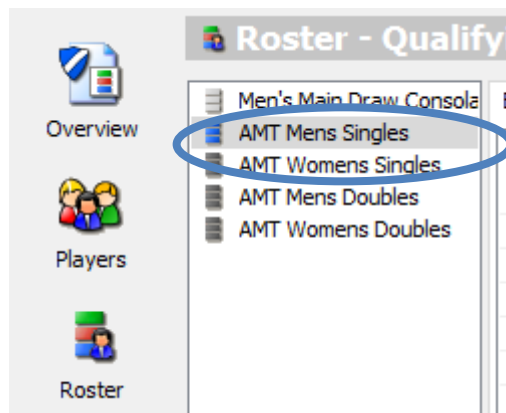 Roster - Qualify
Overview
Players
Roster
Men's Main Draw Consola
AMT Mens Singles
AMT Womens Singles
AMT Mens Doubles
AMT Womens Doubles